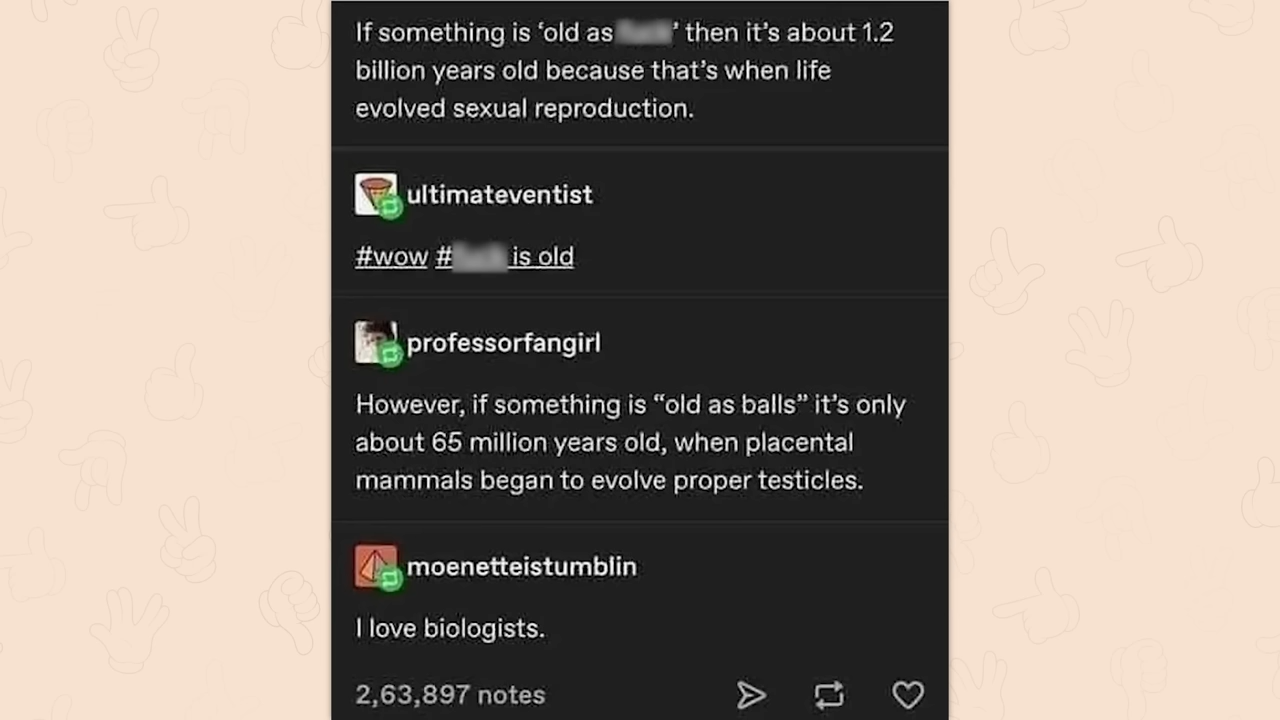 If something is ‘old as ’ then it’s about 1.2
billion years old because that’s when life
evolved sexual reproduction.
ultimateventist
#wow # is old
professorfangirl
However, if something is “old as balls” it’s only
about 65 million years old, when placental
mammals began to evolve proper testicles.
moenetteistumblin
I love biologists.
2,63,897 notes